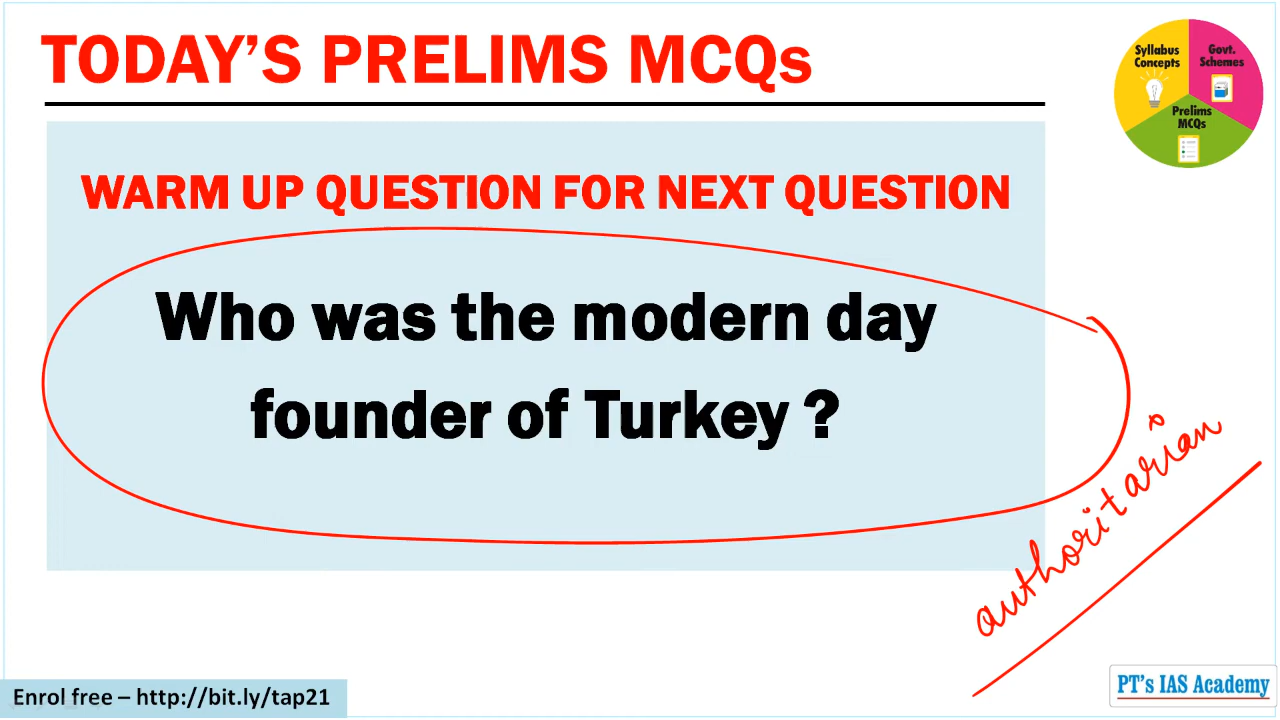 TODAY'S PRELIMS MCQs
Syllabus
Concepts
Govt.
Schemes
Prelims
MCQs
WARM UP QUESTION FOR NEXT QUESTION
Who was the modern day
founder of Turkey ?
authoritarian
Enrol free – http://bit.ly/tap21
PT's IAS Academy